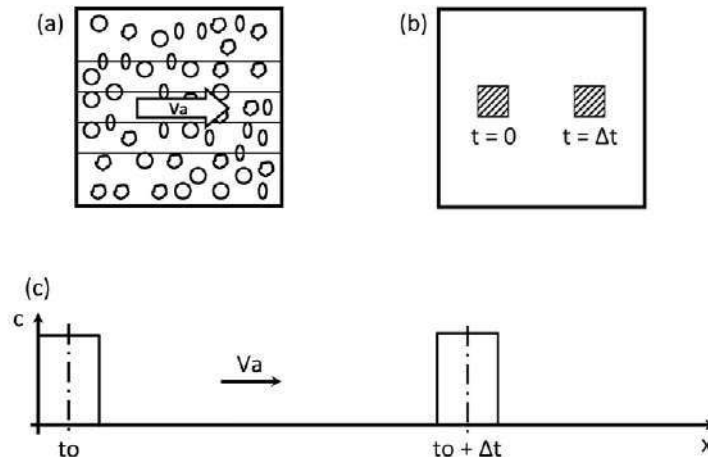 (a)
Va
(b)
t = 0
t = Δt
(c)
c
Va
to
to + Δt
x